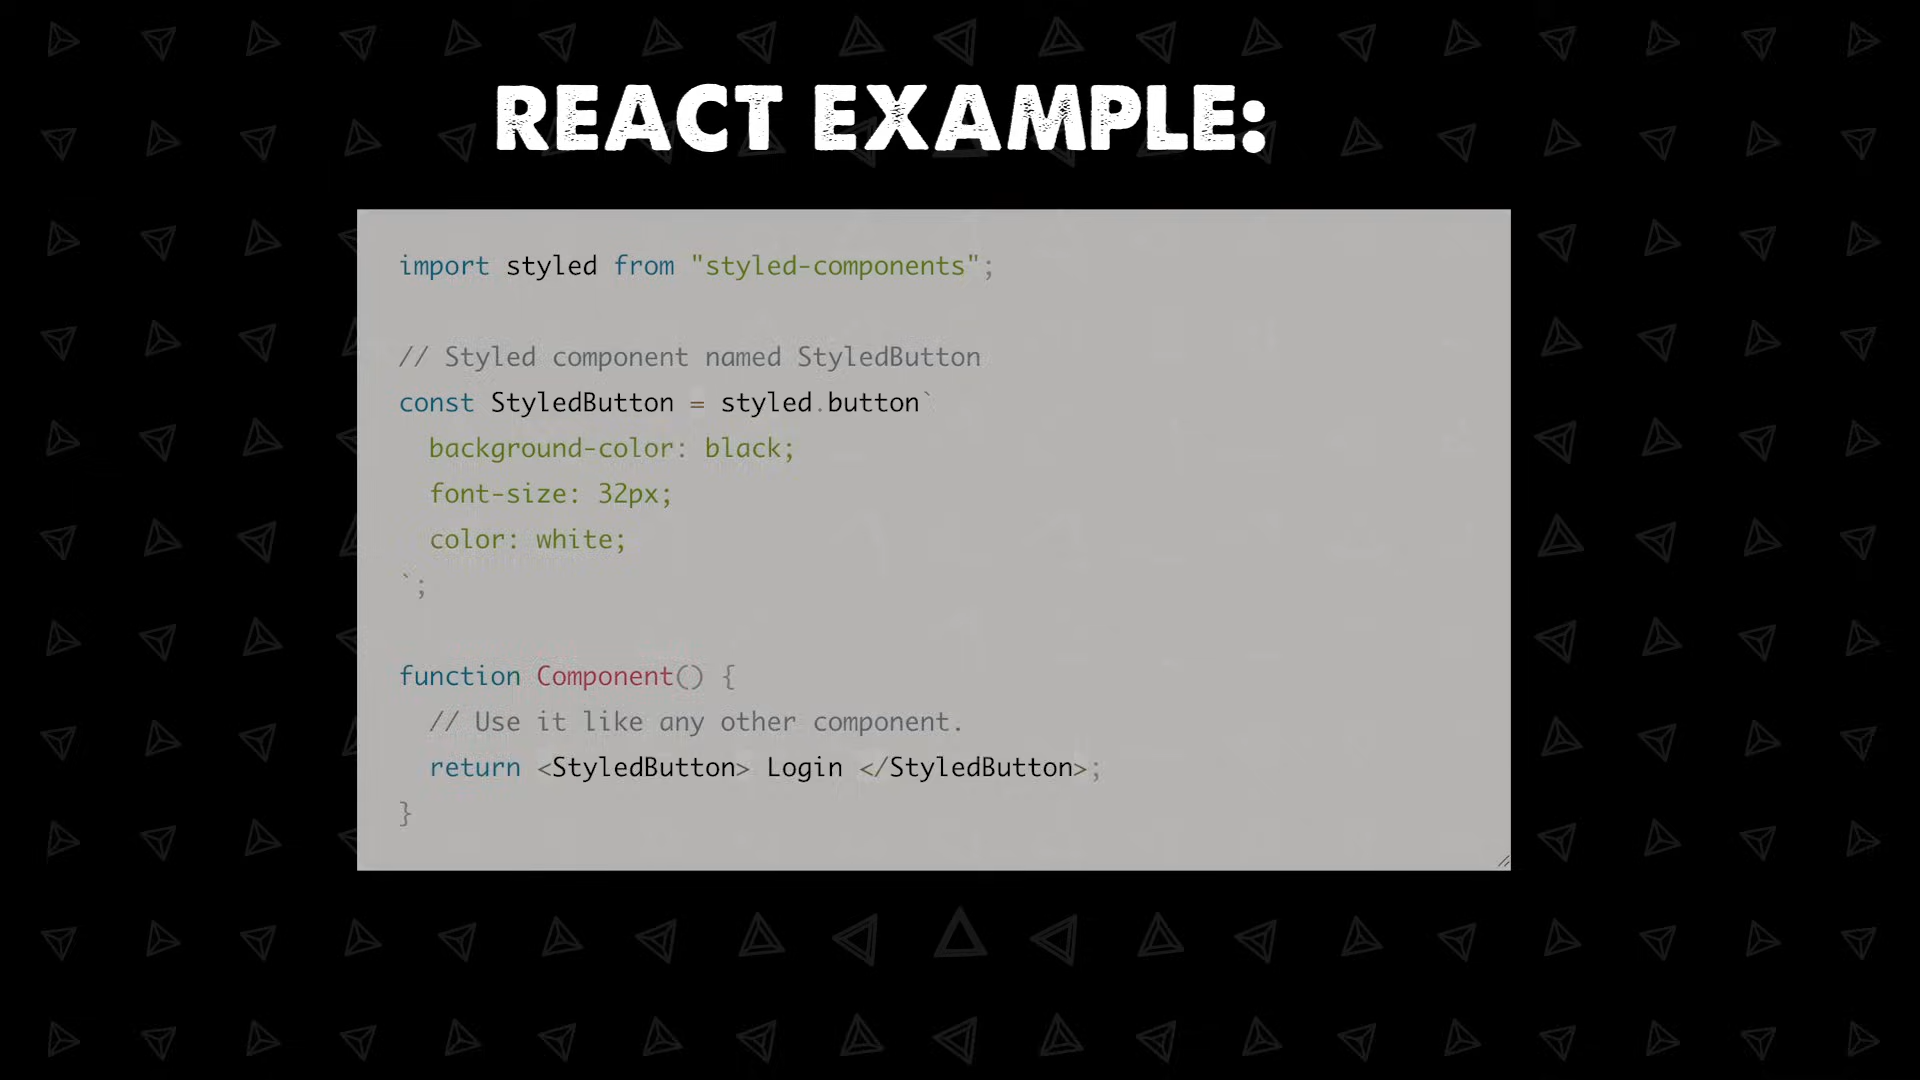 REACT EXAMPLE:
import styled from "styled-components";
// Styled component named StyledButton
const StyledButton = styled.button`
  background-color: black;
  font-size: 32px;
  color: white;
`;
function Component() {
  // Use it like any other component.
  return <StyledButton> Login </StyledButton>;
}